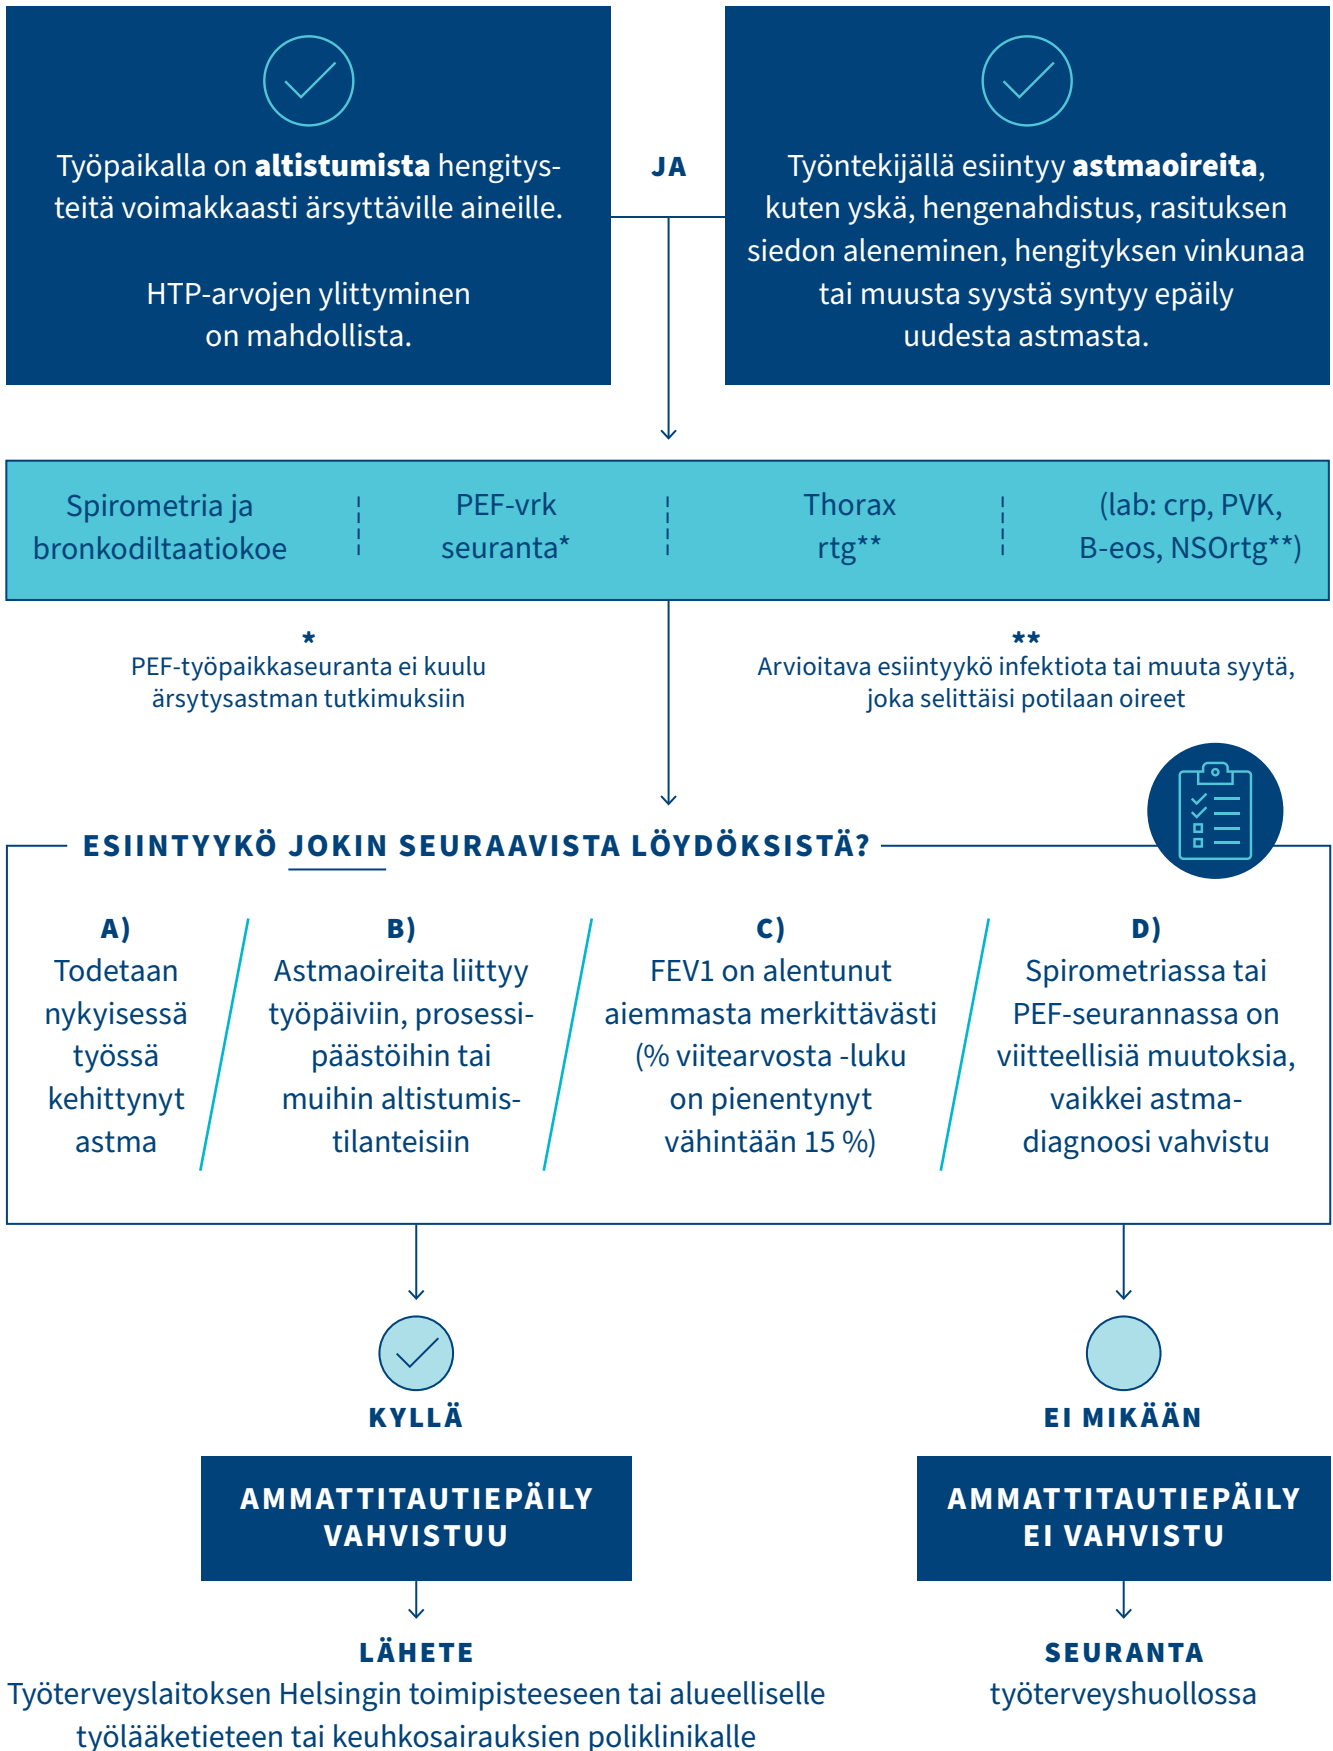 Työpaikalla on altistumista hengitys-
teitä voimakkaasti ärsyttäville aineille.
HTP-arvojen ylittyminen
on mahdollista.
JA
Työntekijällä esiintyy astmaoireita,
kuten yskä, hengenahdistus, rasituksen
siedon aleneminen, hengityksen vinkunaa
tai muusta syystä syntyy epäily
uudesta astmasta.
Spirometria ja
bronkodiltaatiokoe
PEF-vrk
seuranta*
Thorax
rtg**
(lab: crp, PVK,
B-eos, NSOrtg**)
*
PEF-työpaikkaseuranta ei kuulu
ärsytysastman tutkimuksiin
**
Arvioitava esiintyykö infektiota tai muuta syytä,
joka selittäisi potilaan oireet
ESIINTYYKÖ JOKIN SEURAAVISTA LÖYDÖKSISTÄ?
A)
Todetaan
nykyisessä
työssä
kehittynyt
astma
B)
Astmaoireita liittyy
työpäiviin, prosessi-
päästöihin tai
muihin altistumis-
tilanteisiin
C)
FEV1 on alentunut
aiemmasta merkittävästi
(% viitearvosta -luku
on pienentynyt
vähintään 15 %)
D)
Spirometriassa tai
PEF-seurannassa on
viitteellisiä muutoksia,
vaikkei astma-
diagnoosi vahvistu
KYLLÄ
AMMATTITAUTIEPÄILY
VAHVISTUU
LÄHETE
Työterveyslaitoksen Helsingin toimipisteeseen tai alueelliselle
työlääketieteen tai keuhkosairauksien poliklinikalle
EI MIKÄÄN
AMMATTITAUTIEPÄILY
EI VAHVISTU
SEURANTA
työterveyshuollossa